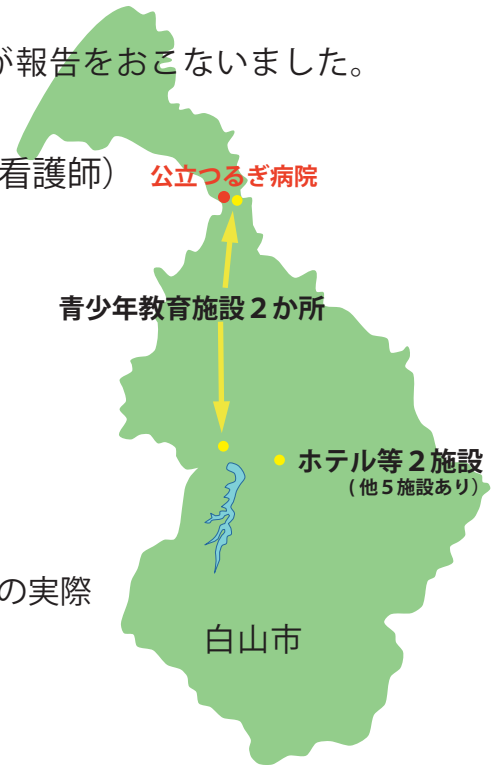 が報告をおこないました。
看護師）
公立つるぎ病院
青少年教育施設２か所
ホテル等２施設
（他５施設あり）
の実際
白山市